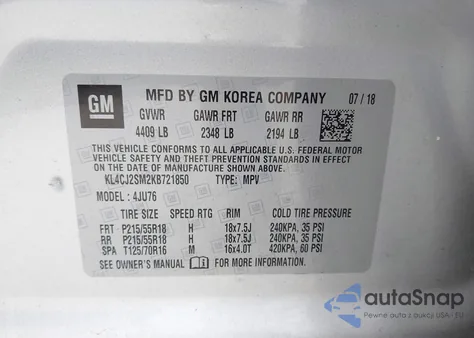 GM
MFD BY GM KOREA COMPANY 07 / 18
GVWR GAWR FRT GAWR RR
4409 LB 2348 LB 2194 LB
THIS VEHICLE CONFORMS TO ALL APPLICABLE U.S. FEDERAL MOTOR
VEHICLE SAFETY AND THEFT PREVENTION STANDARDS IN EFFECT ON
THE DATE OF MANUFACTURE SHOWN ABOVE.
KL4CJ2SM2KB721850 TYPE: MPV
MODEL : 4JU76
TIRE SIZE SPEED RTG RIM COLD TIRE PRESSURE
FRT P215/55R18 H 18x7.5J 240KPA, 35 PSI
RR P215/55R18 H 18x7.5J 240KPA, 35 PSI
SPA T125/70R16 M 16x4.0T 420KPA, 60 PSI
SEE OWNER'S MANUAL FOR MORE INFORMATION
autoSnap
Pewne auta z USA i EU